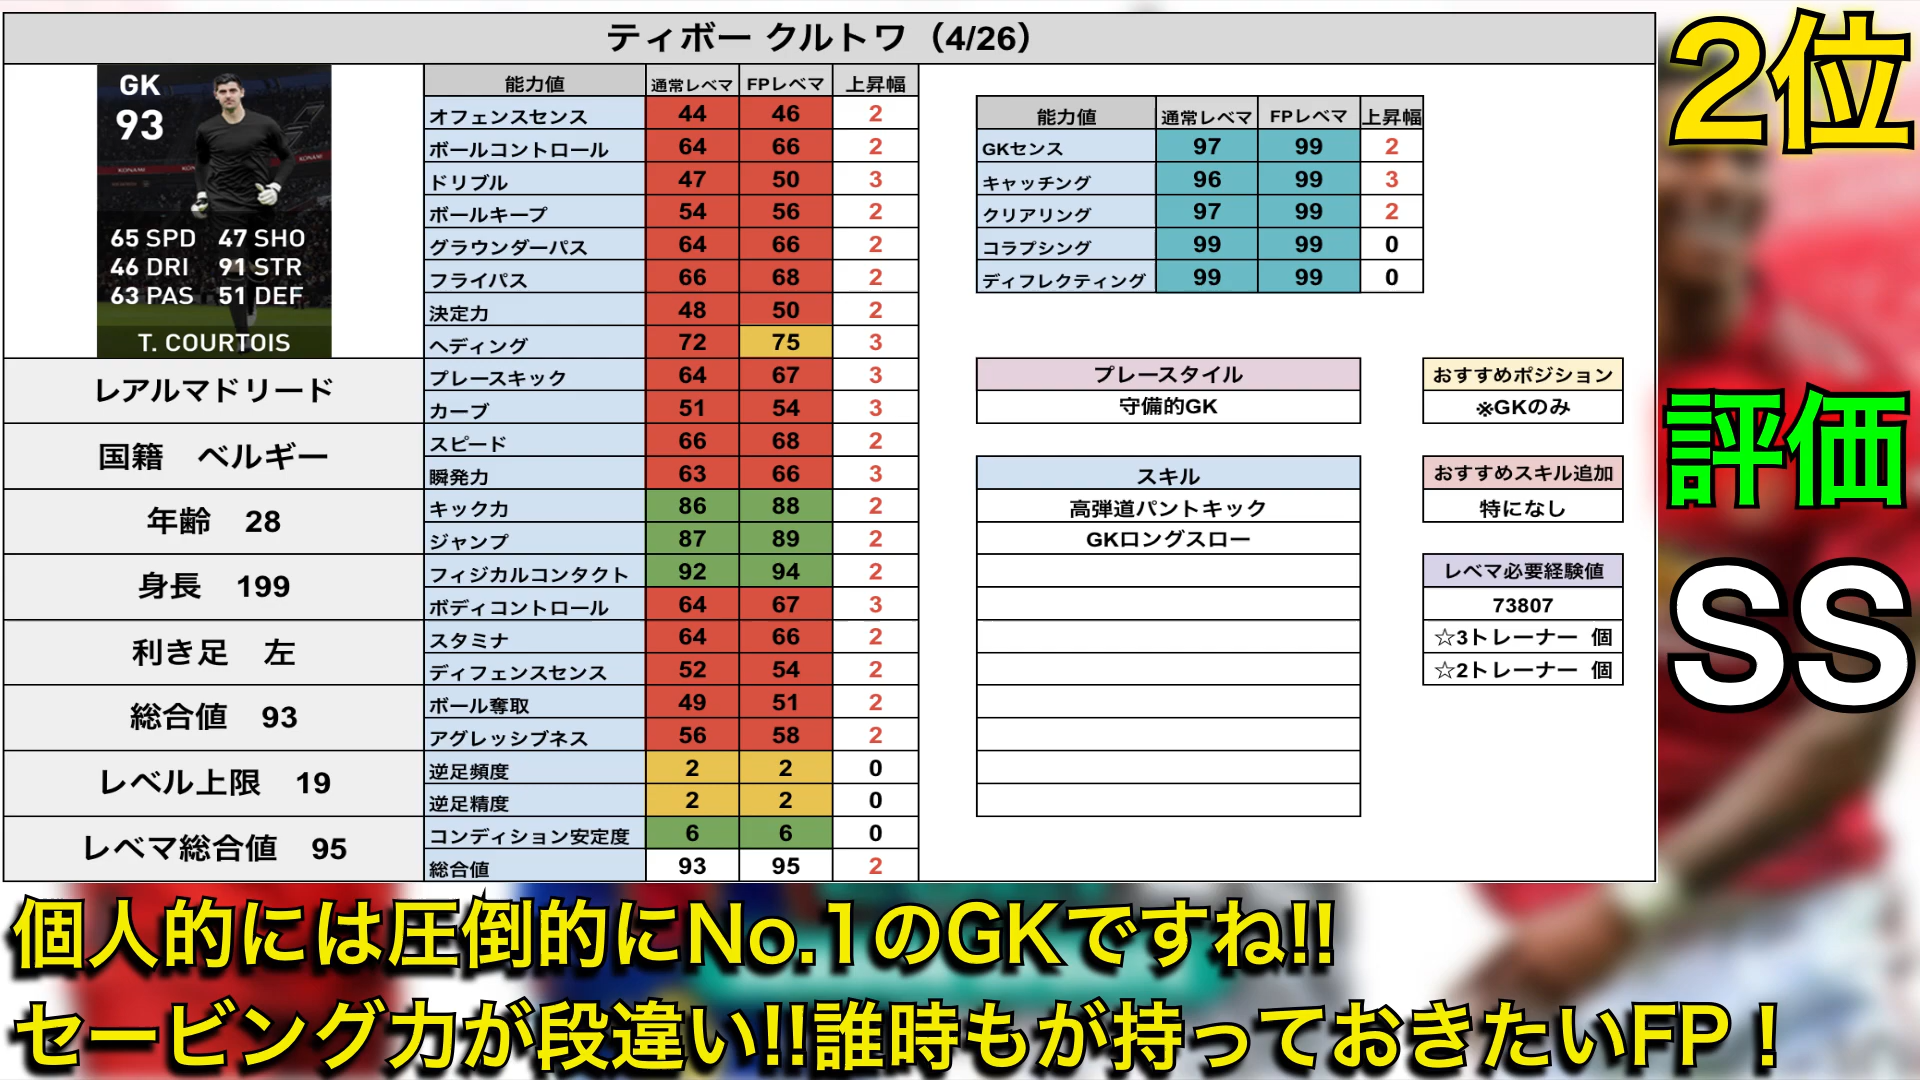 ティボー クルトワ（4/26）
2位
GK
93
65 SPD 47 SHO
46 DRI 91 STR
63 PAS 51 DEF
T. COURTOIS
KONAMI
KONAMI
レアルマドリード
国籍 ベルギー
年齢 28
身長 199
利き足 左
総合値 93
レベル上限 19
レベマ総合値 95
能力値 通常レベマ FPレベマ 上昇幅
オフェンスセンス 44 46 2
ボールコントロール 64 66 2
ドリブル 47 50 3
ボールキープ 54 56 2
グラウンダーパス 64 66 2
フライパス 66 68 2
決定力 48 50 2
ヘディング 72 75 3
プレースキック 64 67 3
カーブ 51 54 3
スピード 66 68 2
瞬発力 63 66 3
キック力 86 88 2
ジャンプ 87 89 2
フィジカルコンタクト 92 94 2
ボディコントロール 64 67 3
スタミナ 64 66 2
ディフェンスセンス 52 54 2
ボール奪取 49 51 2
アグレッシブネス 56 58 2
逆足頻度 2 2 0
逆足精度 2 2 0
コンディション安定度 6 6 0
総合値 93 95 2
能力値 通常レベマ FPレベマ 上昇幅
GKセンス 97 99 2
キャッチング 96 99 3
クリアリング 97 99 2
コラプシング 99 99 0
ディフレクティング 99 99 0
プレースタイル
守備的GK
おすすめポジション
※GKのみ
スキル
高弾道パントキック
GKロングスロー
おすすめスキル追加
特になし
レベマ必要経験値
73807
☆3トレーナー 個
☆2トレーナー 個
評価
SS
個人的には圧倒的にNo.1のGKですね!!
セービング力が段違い!!誰時もが持っておきたいFP！